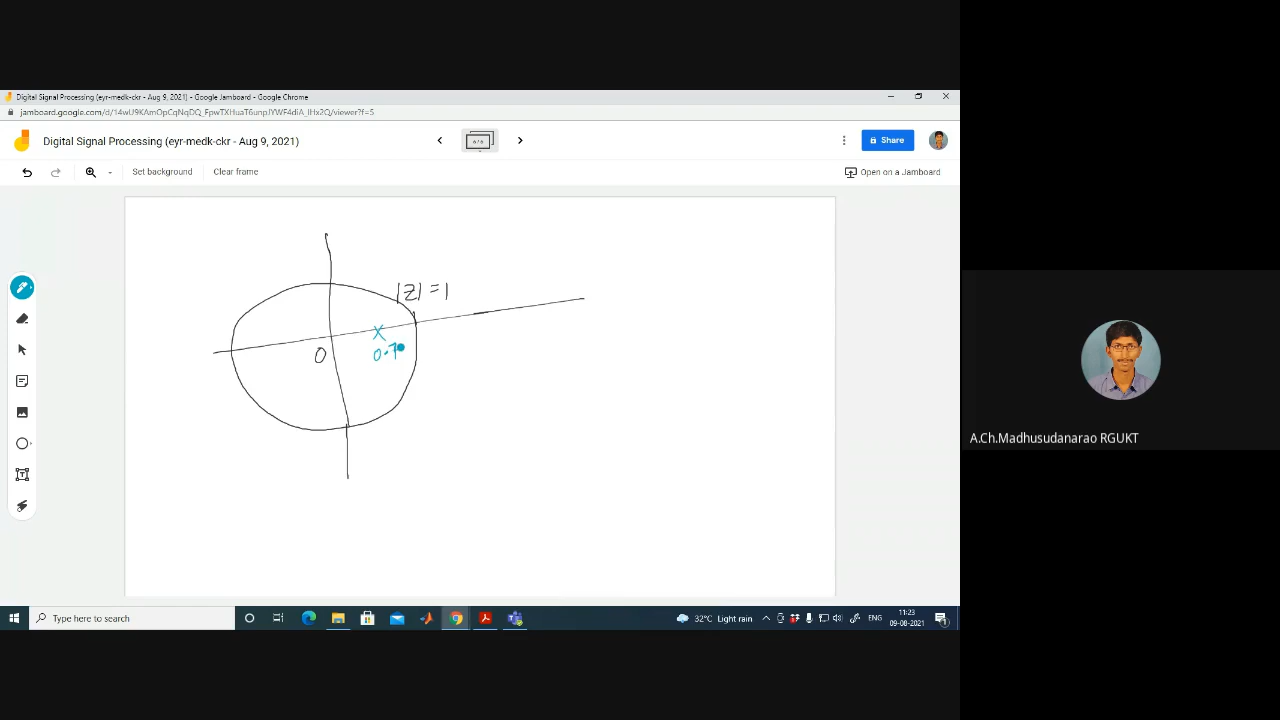 Digital Signal Processing (eyr-medk-ckr - Aug 9, 2021) - Google Jamboard - Google Chrome
Digital Signal Processing (eyr-medk-ckr - Aug 9, 2021)
6 / 6
Share
Set background
Clear frame
Open on a Jamboard
|Z| = 1
0
0.7
A.Ch.Madhusudanarao RGUKT
Type here to search
32°C Light rain
ENG
11:23
09-08-2021